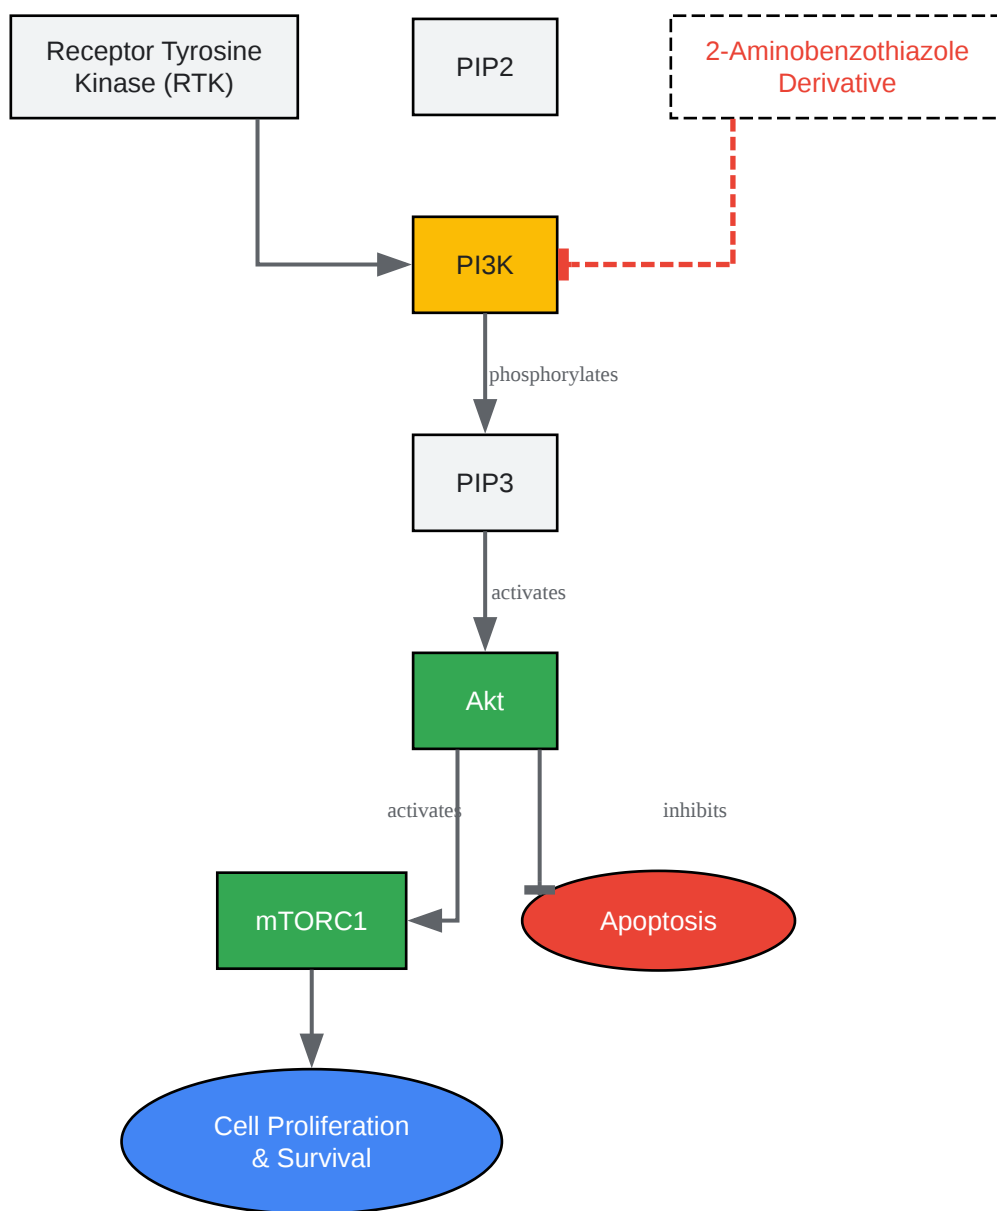 Receptor Tyrosine
Kinase (RTK)
PIP2
2-Aminobenzothiazole
Derivative
PI3K
phosphorylates
PIP3
activates
Akt
activates
inhibits
mTORC1
Apoptosis
Cell Proliferation
& Survival